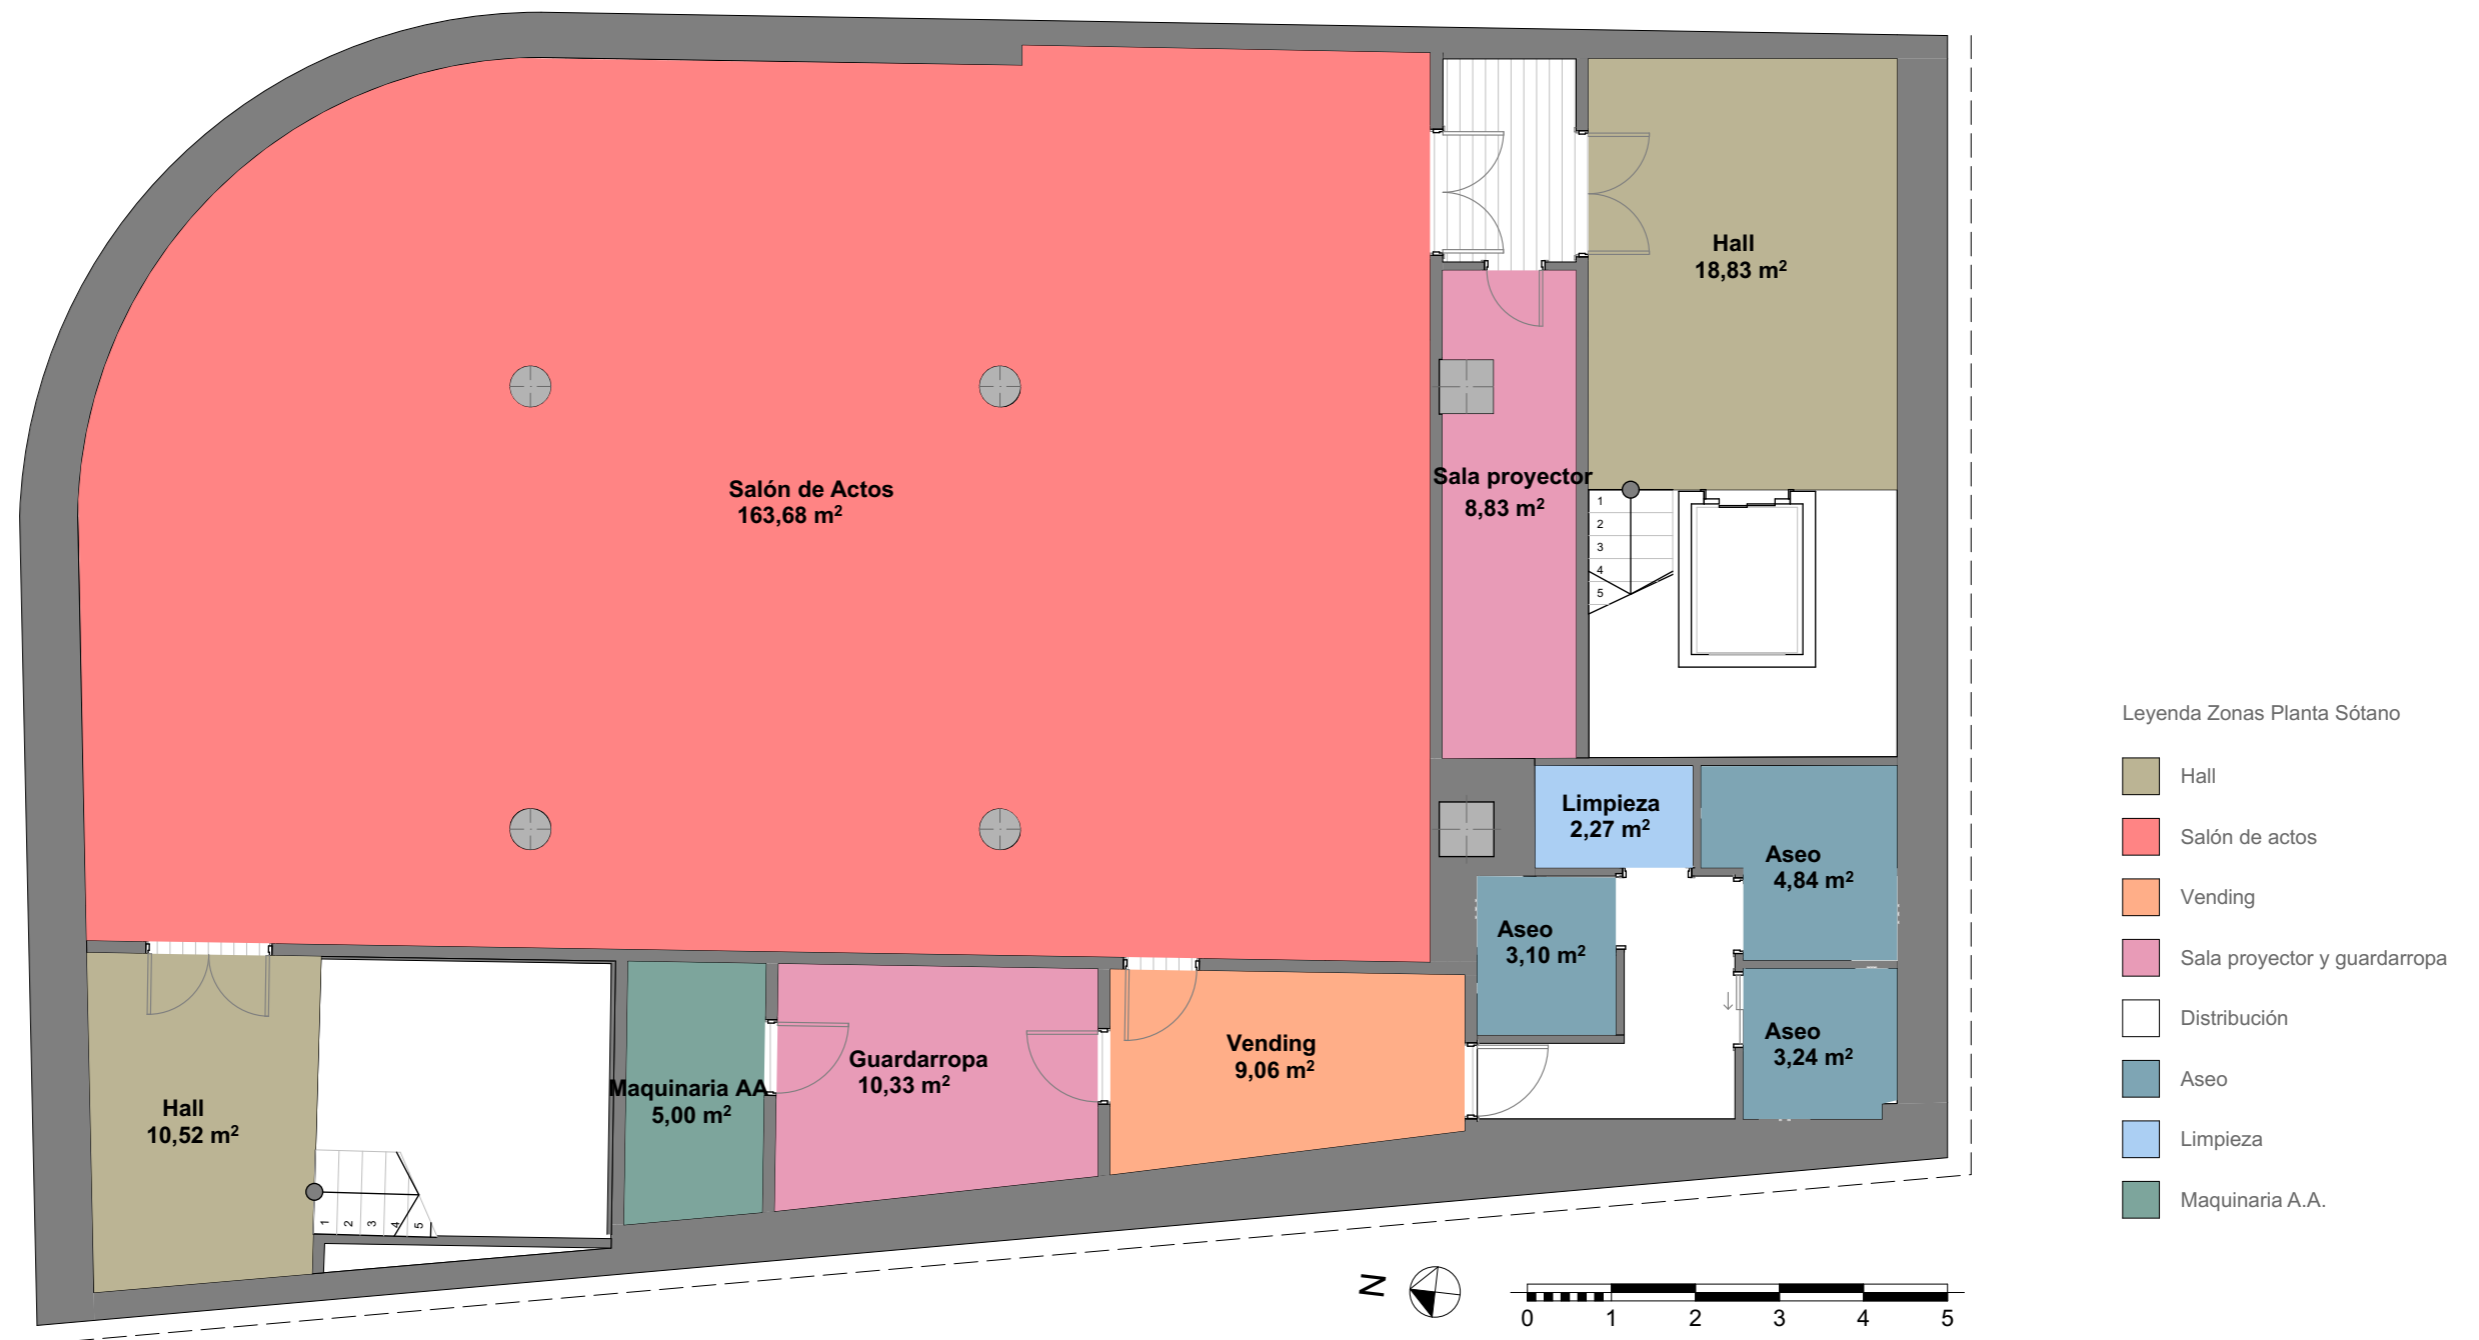 Hall
18,83 m²
Sala proyector
8,83 m²
Salón de Actos
163,68 m²
1
2
3
4
5
Limpieza
2,27 m²
Aseo
4,84 m²
Aseo
3,10 m²
Aseo
3,24 m²
Vending
9,06 m²
Guardarropa
10,33 m²
Maquinaria AA
5,00 m²
Hall
10,52 m²
1
2
3
4
5
Leyenda Zonas Planta Sótano
Hall
Salón de actos
Vending
Sala proyector y guardarropa
Distribución
Aseo
Limpieza
Maquinaria A.A.
N
0 1 2 3 4 5